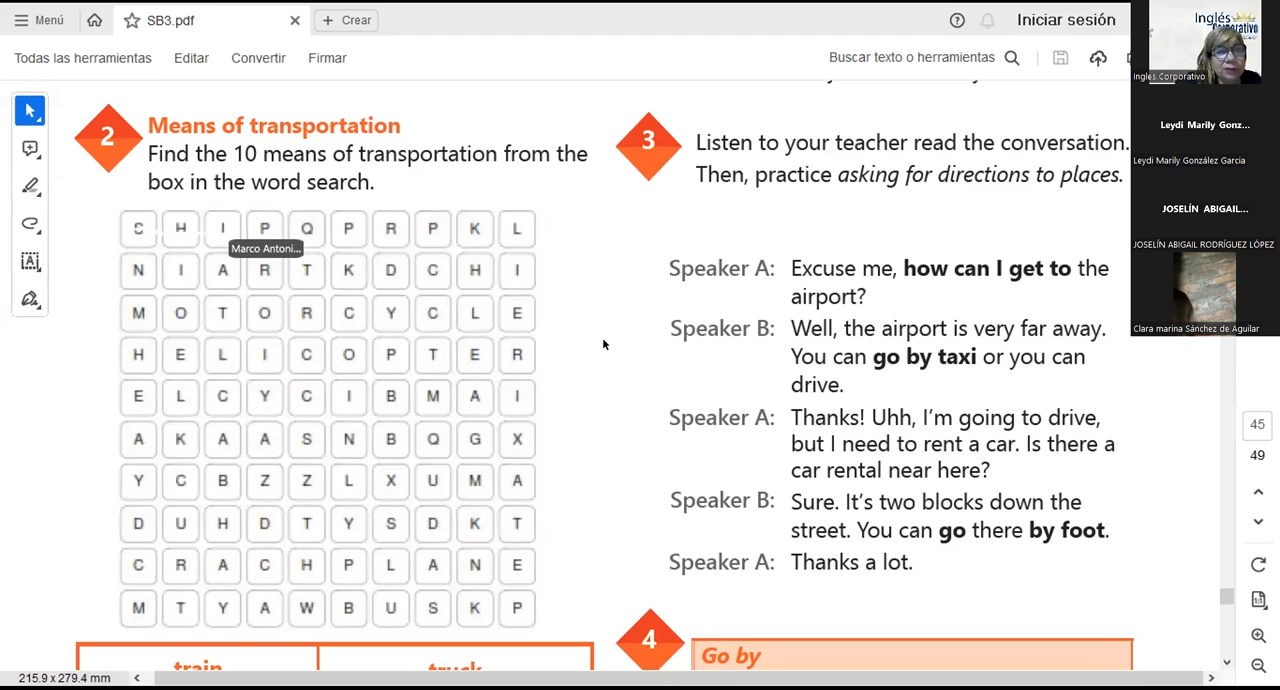 Menú
SB3.pdf
Crear
Iniciar sesión
Todas las herramientas
Editar
Convertir
Firmar
Buscar texto o herramientas
2
Means of transportation
Find the 10 means of transportation from the
box in the word search.
S H I P Q P R P K L
Marco Antoni...
N I A R T K D C H I
M O T O R C Y C L E
H E L I C O P T E R
E L C Y C I B M A I
A K A A S N B Q G X
Y C B Z Z L X U M A
D U H D T Y S D K T
C R A C H P L A N E
M T Y A W B U S K P
train
truck
3
Listen to your teacher read the conversation.
Then, practice asking for directions to places.
Speaker A: Excuse me, how can I get to the
airport?
Speaker B: Well, the airport is very far away.
You can go by taxi or you can
drive.
Speaker A: Thanks! Uhh, I'm going to drive,
but I need to rent a car. Is there a
car rental near here?
Speaker B: Sure. It's two blocks down the
street. You can go there by foot.
Speaker A: Thanks a lot.
4
Go by
Inglés
Corporativo
Ingles Corporativo
Leydi Marily Gonz...
Leydi Marily González Garcia
JOSELÍN ABIGAIL...
JOSELÍN ABIGAIL RODRÍGUEZ LÓPEZ
Clara marina Sánchez de Aguilar
45
49
215.9 x 279.4 mm